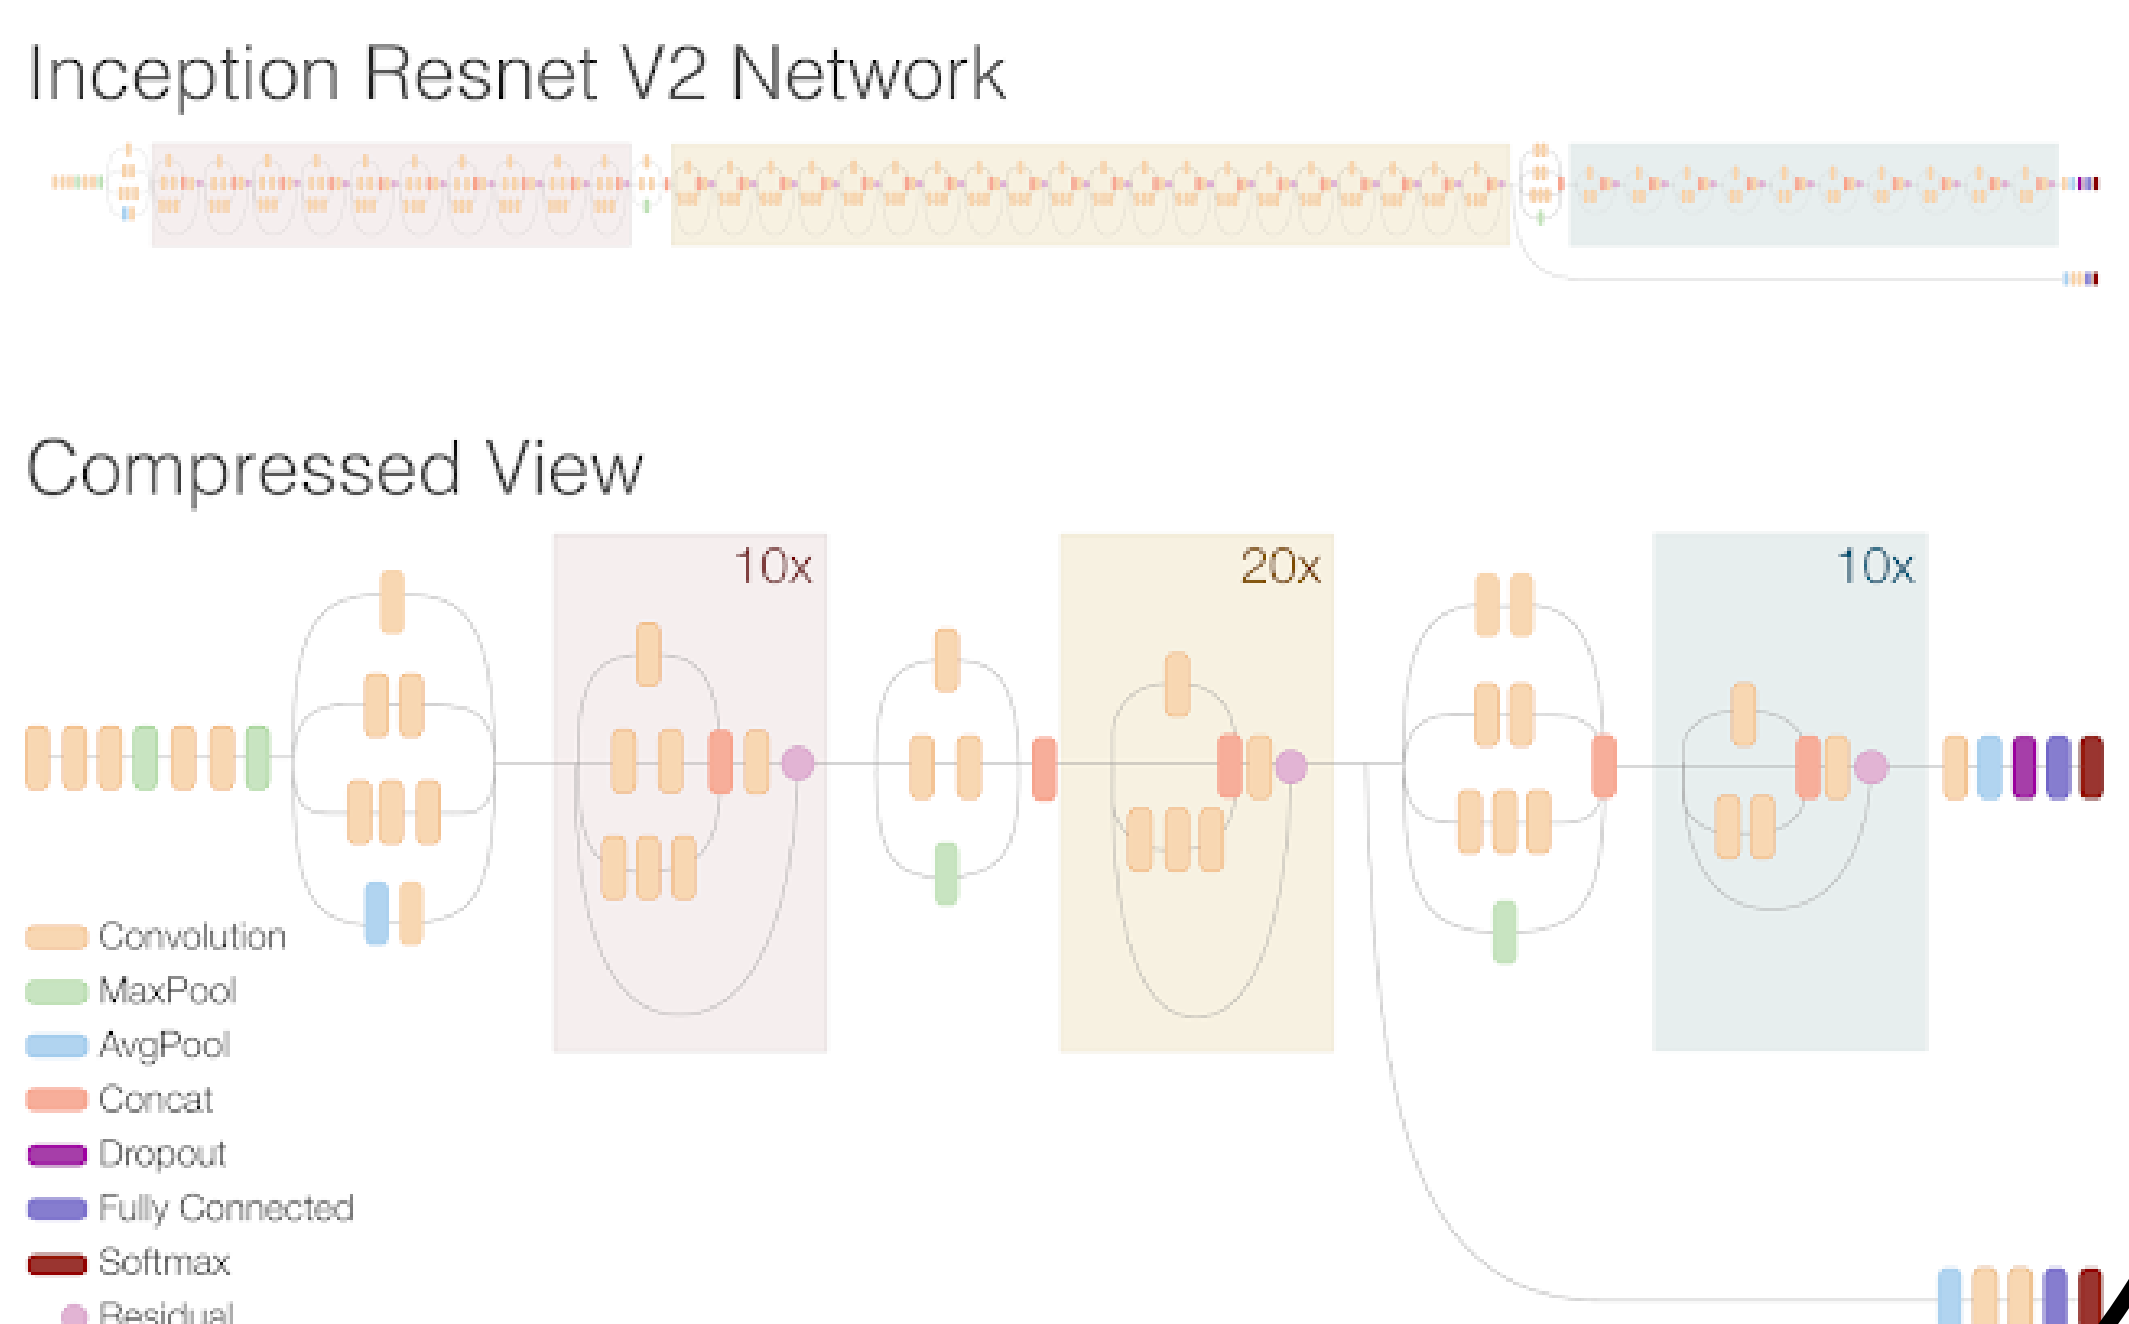 Inception Resnet V2 Network
Compressed View
10x
20x
10x
Convolution
MaxPool
AvgPool
Concat
Dropout
Fully Connected
Softmax
Residual